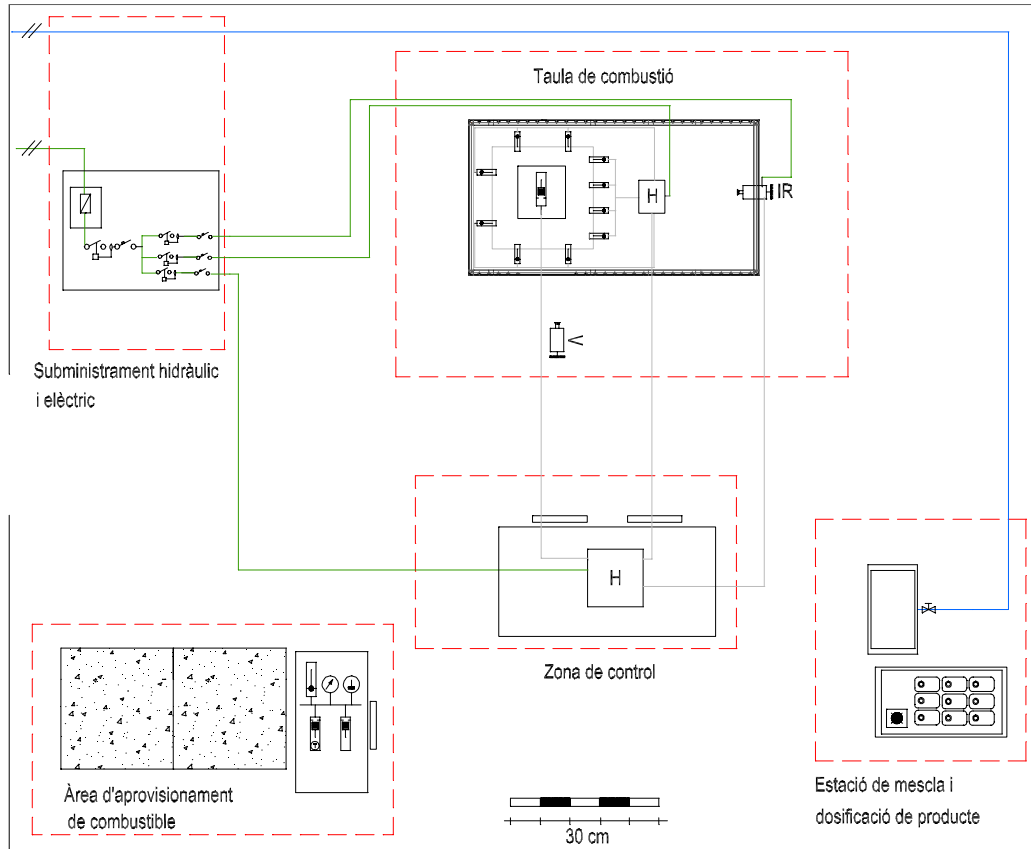 Taula de combustió
H
IR
V
Subministrament hidràulic
i elèctric
H
Zona de control
Àrea d'aprovisionament
de combustible
30 cm
Estació de mescla i
dosificació de producte